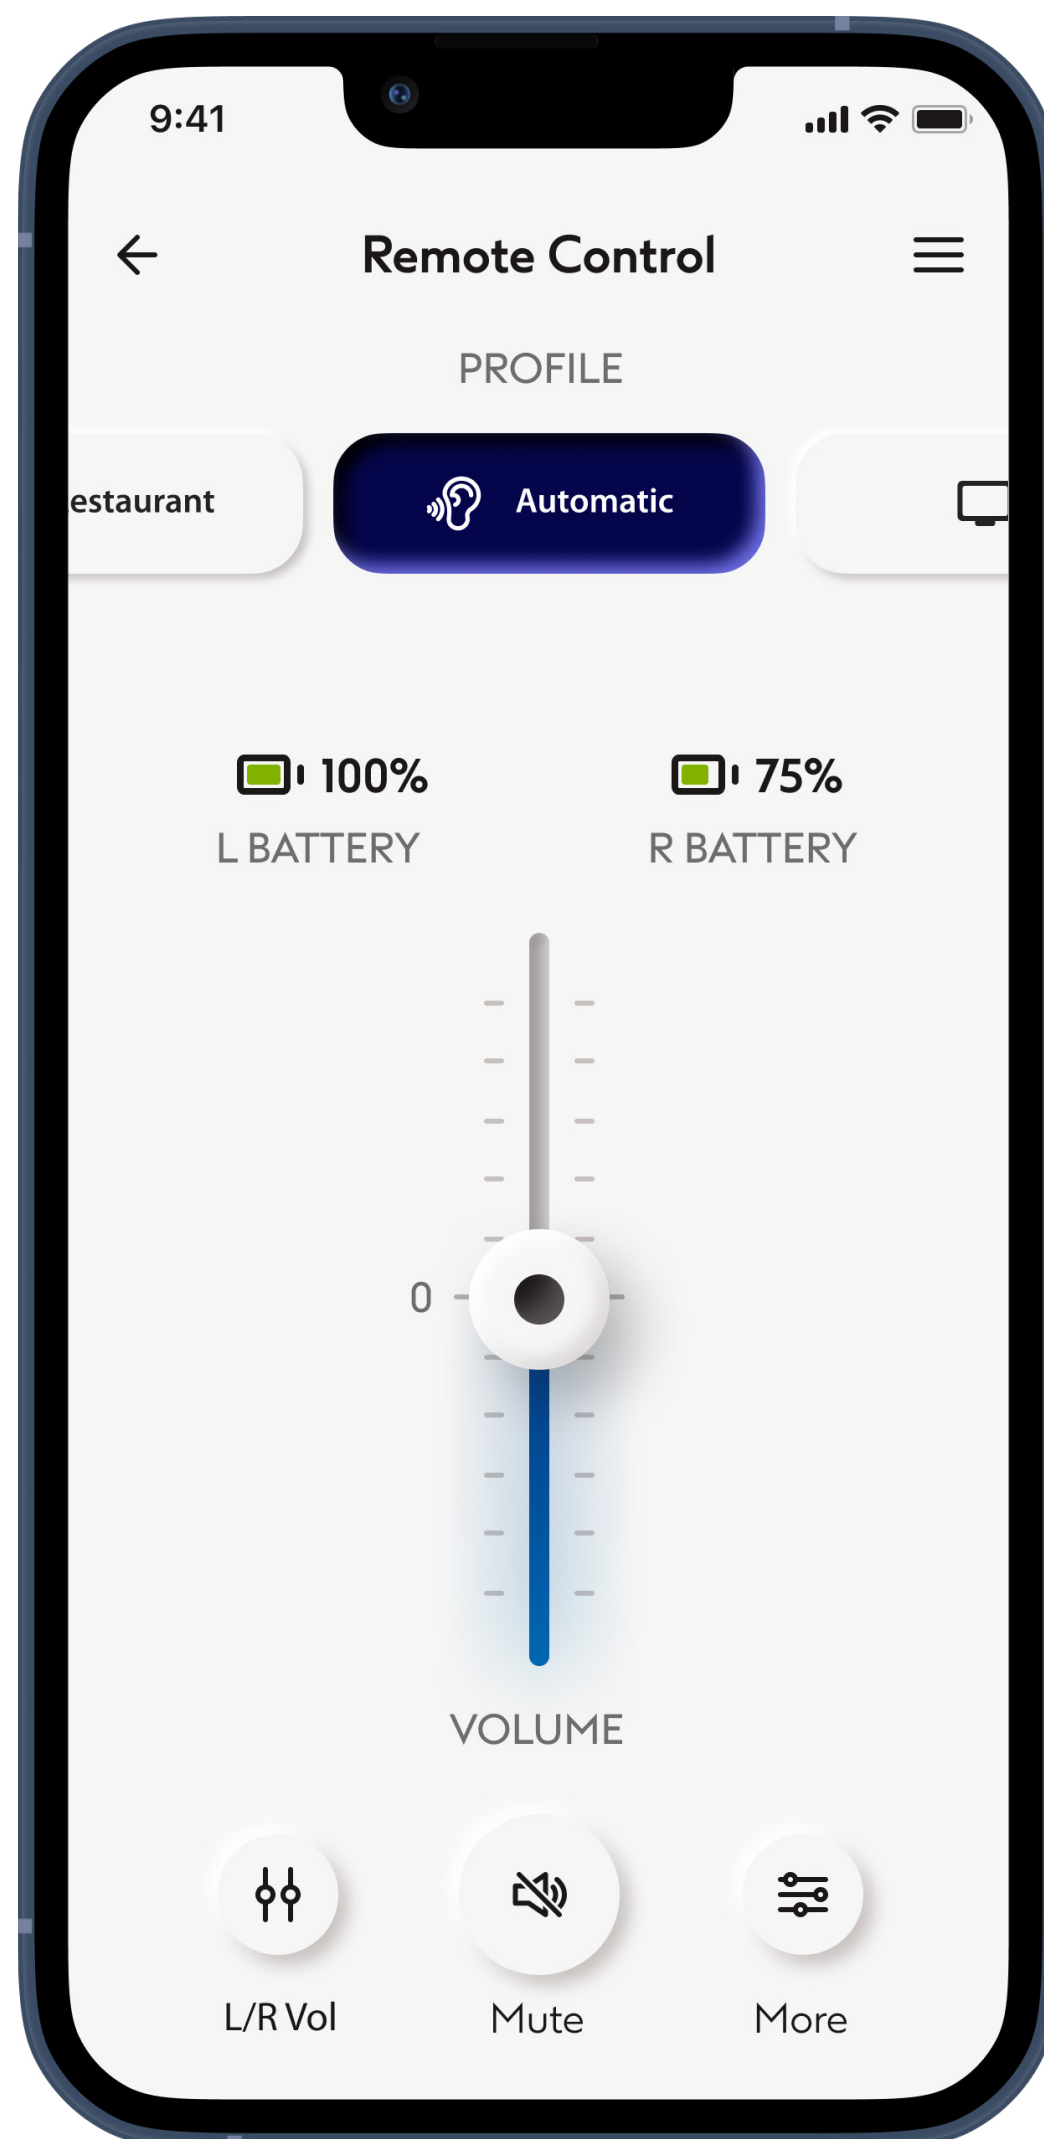 9:41
Remote Control
PROFILE
estaurant
Automatic
100%
75%
L BATTERY
R BATTERY
0
VOLUME
L/R Vol
Mute
More